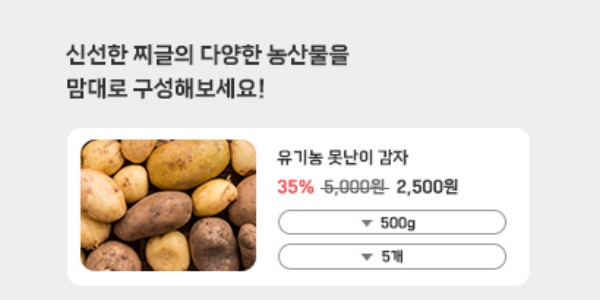 신선한 찌글의 다양한 농산물을
맘대로 구성해보세요!
유기농 못난이 감자
35% 5,000원 2,500원
▼ 500g
▼ 5개